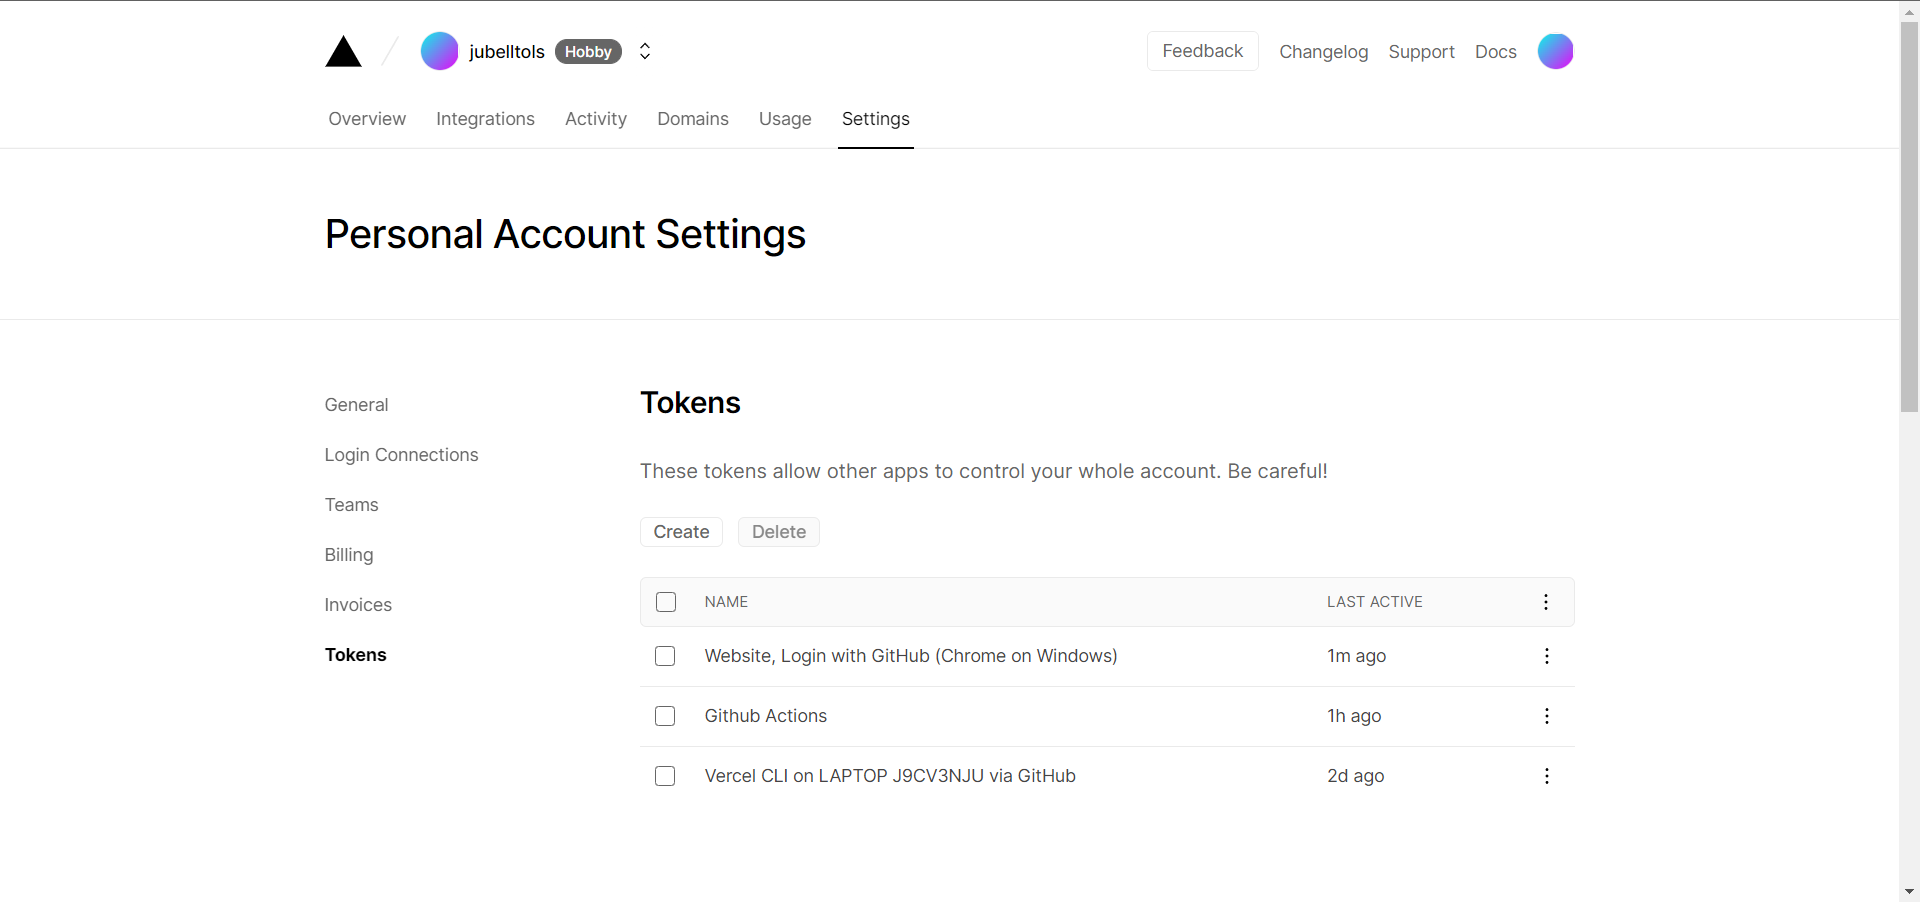 jubelltols Hobby
Feedback Changelog Support Docs
Overview Integrations Activity Domains Usage Settings
Personal Account Settings
General
Login Connections
Teams
Billing
Invoices
Tokens
Tokens
These tokens allow other apps to control your whole account. Be careful!
Create Delete
NAME LAST ACTIVE
Website, Login with GitHub (Chrome on Windows) 1m ago
Github Actions 1h ago
Vercel CLI on LAPTOP J9CV3NJU via GitHub 2d ago